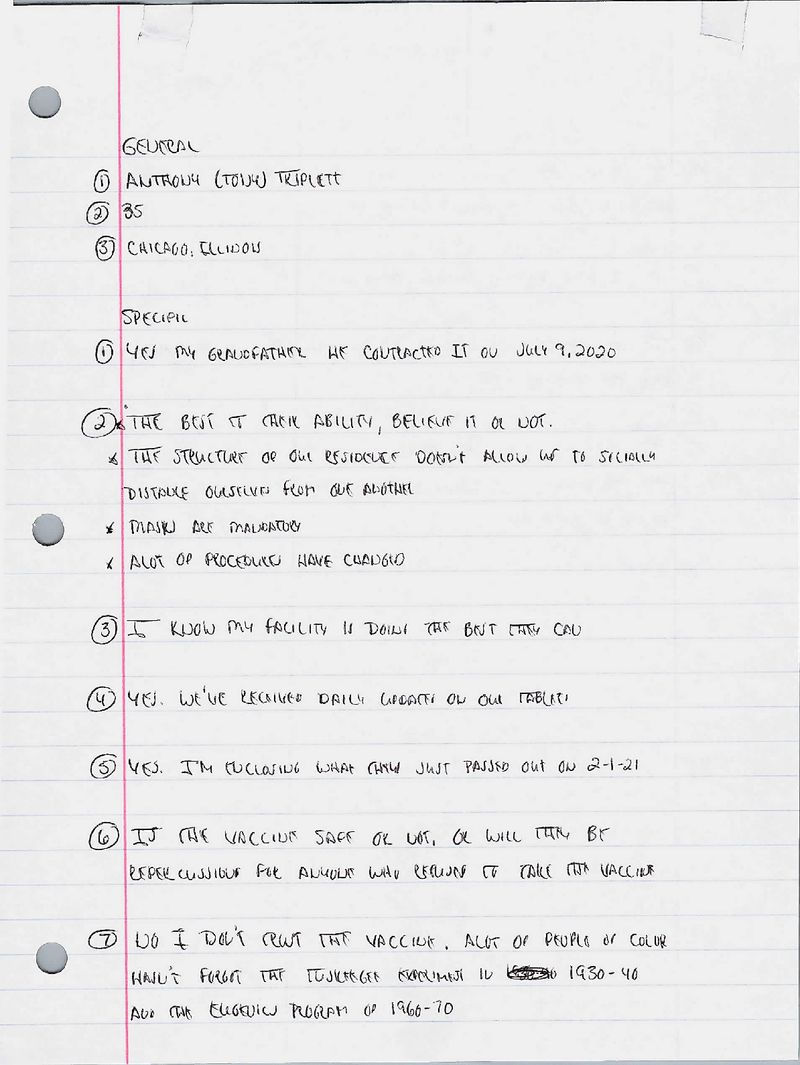 GENERAL
① ANTHONY (TONY) TRIPLETT
② 35
③ CHICAGO, ILLINOIS
SPECIFIC
① YES MY GRANDFATHER HE CONTRACTED IT ON JULY 9, 2020
② * THE BEST IT THEIR ABILITY, BELIEVE IT OR NOT.
* THE STRUCTURE OF OUR RESIDENCE DOESN'T ALLOW US TO SOCIALLY
DISTANCE OURSELVES FROM ONE ANOTHER
* MASKS ARE MANDATORY
* ALOT OF PROCEDURES HAVE CHANGED
③ I KNOW MY FACILITY IS DOING THE BEST THEY CAN
④ YES. WE'VE RECEIVED DAILY UPDATES ON OUR TABLETS
⑤ YES. I'M ENCLOSING WHAT THEY JUST PASSED OUT ON 2-1-21
⑥ IS THE VACCINE SAFE OR NOT, OR WILL THEY BE
REPERCUSSIONS FOR ANYONE WHO REFUSES TO TAKE THE VACCINE
⑦ NO I DON'T TRUST THE VACCINE. ALOT OF PEOPLE OF COLOR
HASN'T FORGOT THE TUSKEGEE EXPERIMENT IN 1930-40
AND THE EUGENICS PROGRAM OF 1960-70